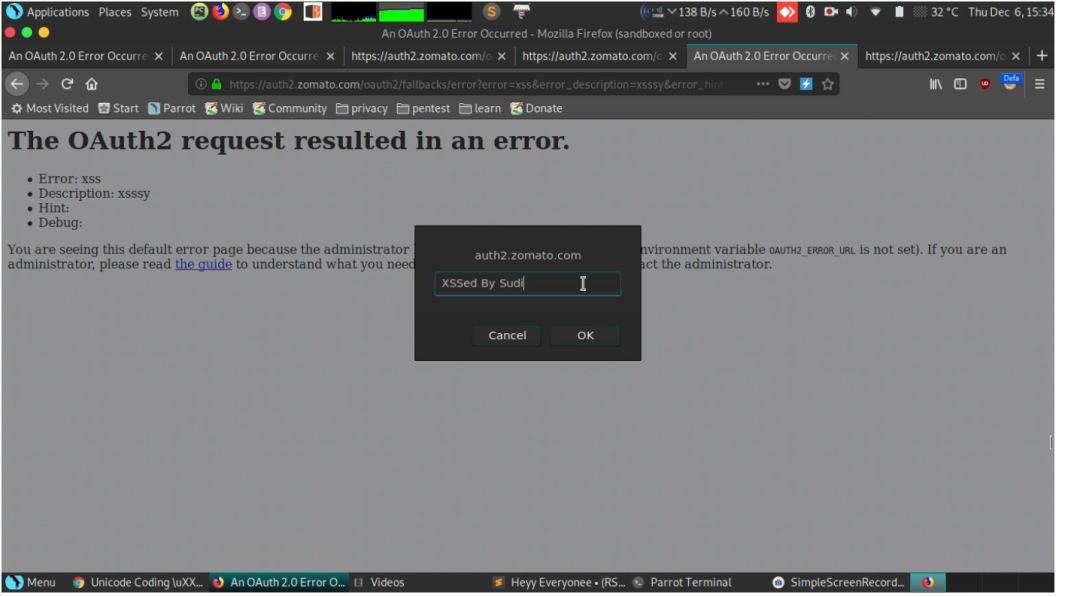 Applications Places System S 138 B/s 160 B/s 32 °C Thu Dec 6, 15:34
An OAuth 2.0 Error Occurred - Mozilla Firefox (sandboxed or root)
An OAuth 2.0 Error Occurre An OAuth 2.0 Error Occurre https://auth2.zomato.com/o https://auth2.zomato.com/o An OAuth 2.0 Error Occurre https://auth2.zomato.com/o
https://auth2.zomato.com/oauth2/fallbacks/error?error=xss&error_description=xsssy&error_hin Defa
Most Visited Start Parrot Wiki Community privacy pentest learn Donate
The OAuth2 request resulted in an error.
• Error: xss
• Description: xsssy
• Hint:
• Debug:
You are seeing this default error page because the administrator nvironment variable OAUTH2_ERROR_URL is not set). If you are an
administrator, please read the guide to understand what you need act the administrator.
auth2.zomato.com
XSSed By Sudi
Cancel OK
Menu Unicode Coding \uXX... An OAuth 2.0 Error O... Videos Heyy Everyonee • (RS... Parrot Terminal SimpleScreenRecord...